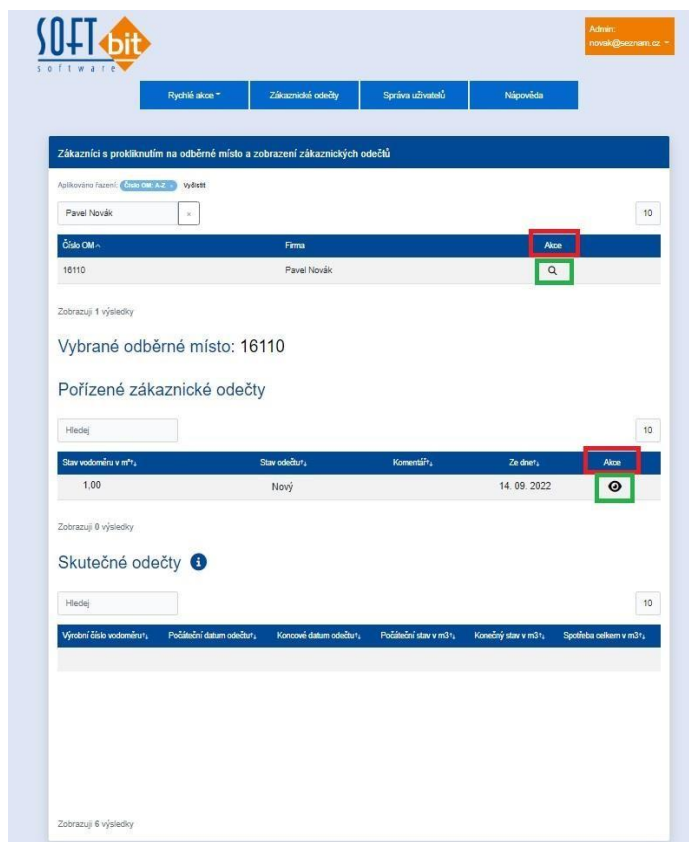 SOFT bit
software
Admin:
novak@seznam.cz
Rychlé akce Zákaznické odečty Správa uživatelů Nápověda
Zákazníci s prokliknutím na odběrné místo a zobrazení zákaznických odečtů
Aplikováno řazení: Číslo OM: A-Z × Vyčistit
Pavel Novák × 10
Číslo OM Firma Akce
16110 Pavel Novák
Zobrazuji 1 výsledky
Vybrané odběrné místo: 16110
Pořízené zákaznické odečty
Hledej 10
Stav vodoměru v m³ Stav odečtu Komentář Ze dne Akce
1,00 Nový 14. 09. 2022
Zobrazuji 0 výsledky
Skutečné odečty i
Hledej 10
Výrobní číslo vodoměru Počáteční datum odečtu Koncové datum odečtu Počáteční stav v m3 Konečný stav v m3 Spotřeba celkem v m3
Zobrazuji 6 výsledky